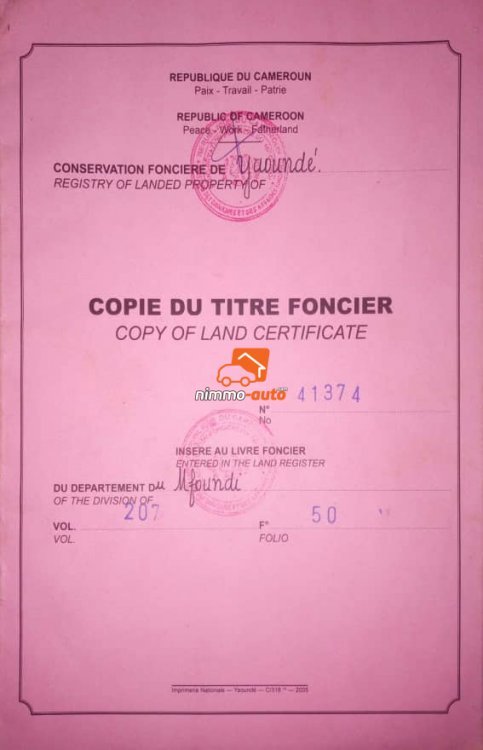 REPUBLIQUE DU CAMEROUN
Paix - Travail - Patrie
REPUBLIC OF CAMEROON
Peace - Work - Fatherland
CONSERVATION FONCIERE DE Yaoundé
REGISTRY OF LANDED PROPERTY OF
COPIE DU TITRE FONCIER
COPY OF LAND CERTIFICATE
nimmo-auto
N° 41374
No
INSERE AU LIVRE FONCIER
ENTERED IN THE LAND REGISTER
DU DEPARTEMENT Du Mfoundi
OF THE DIVISION OF
VOL. 207 F° 50
VOL. FOLIO
Imprimerie Nationale — Yaoundé — 2005